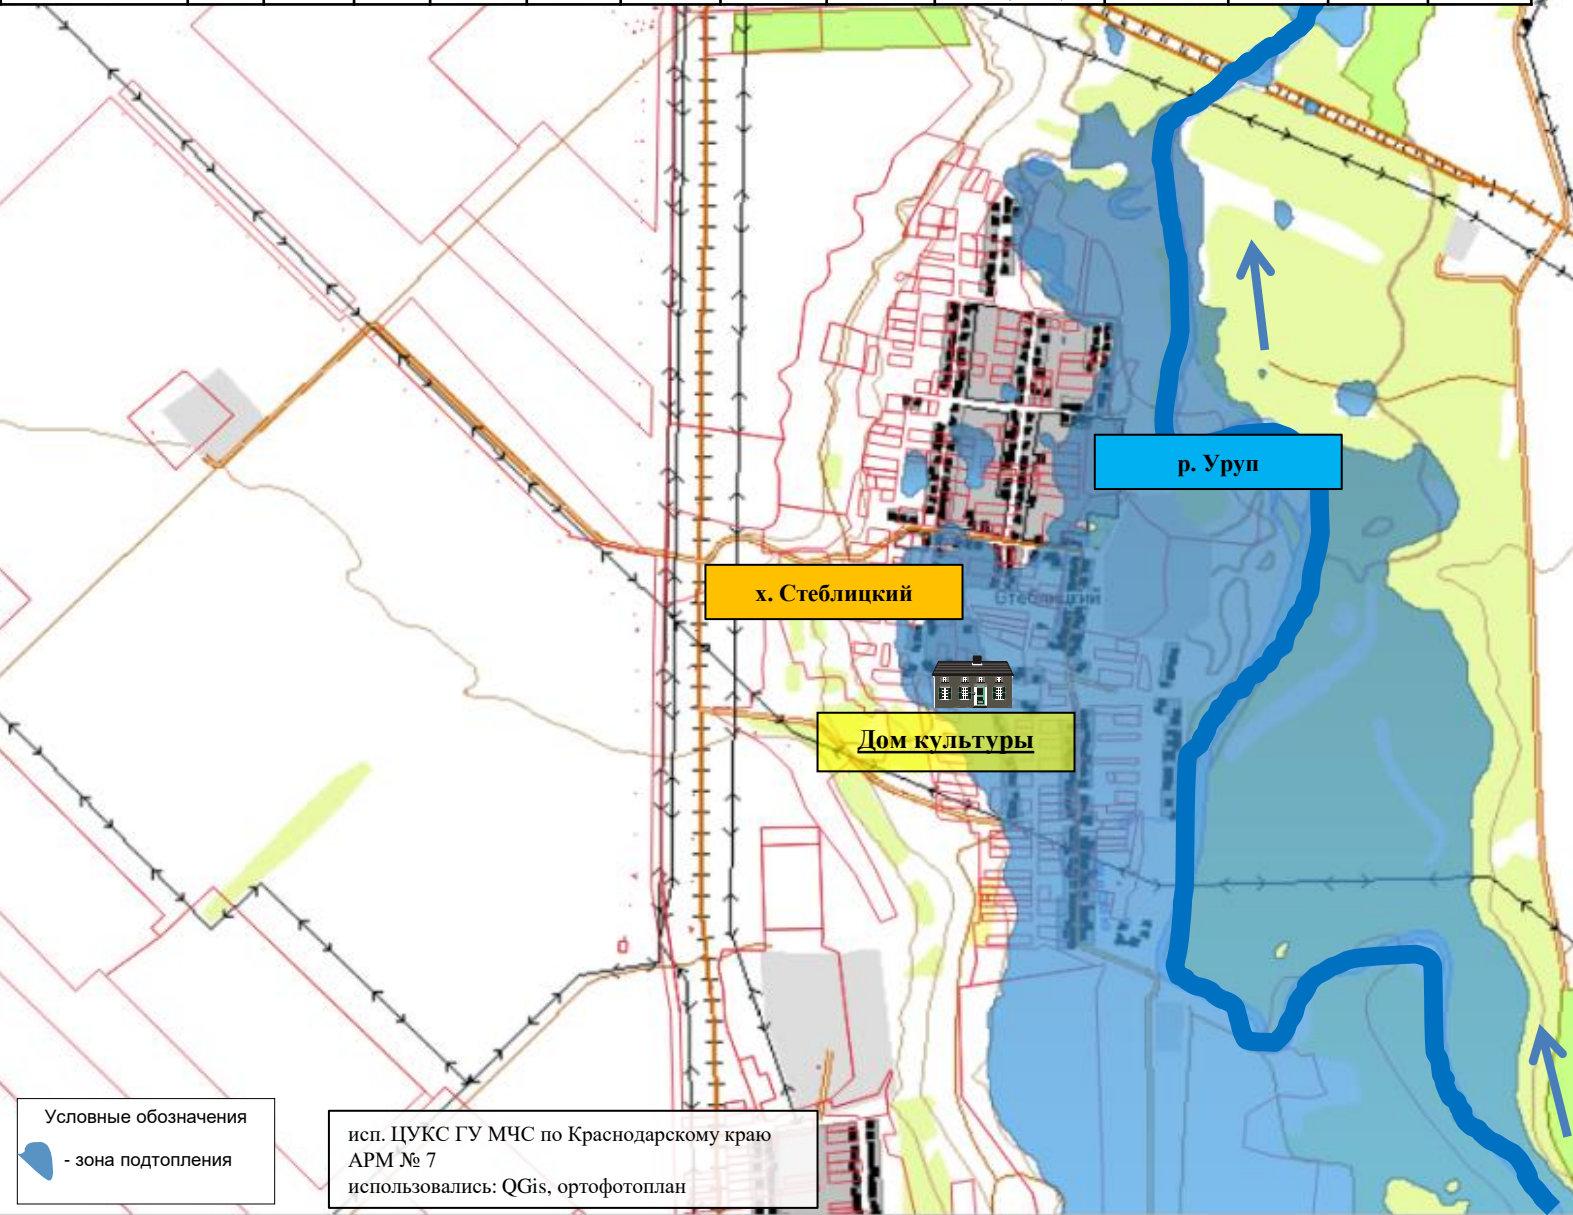 р. Уруп
х. Стеблицкий
Стеблицкий
Дом культуры
Условные обозначения
- зона подтопления
исп. ЦУКС ГУ МЧС по Краснодарскому краю
АРМ № 7
использовались: QGis, ортофотоплан